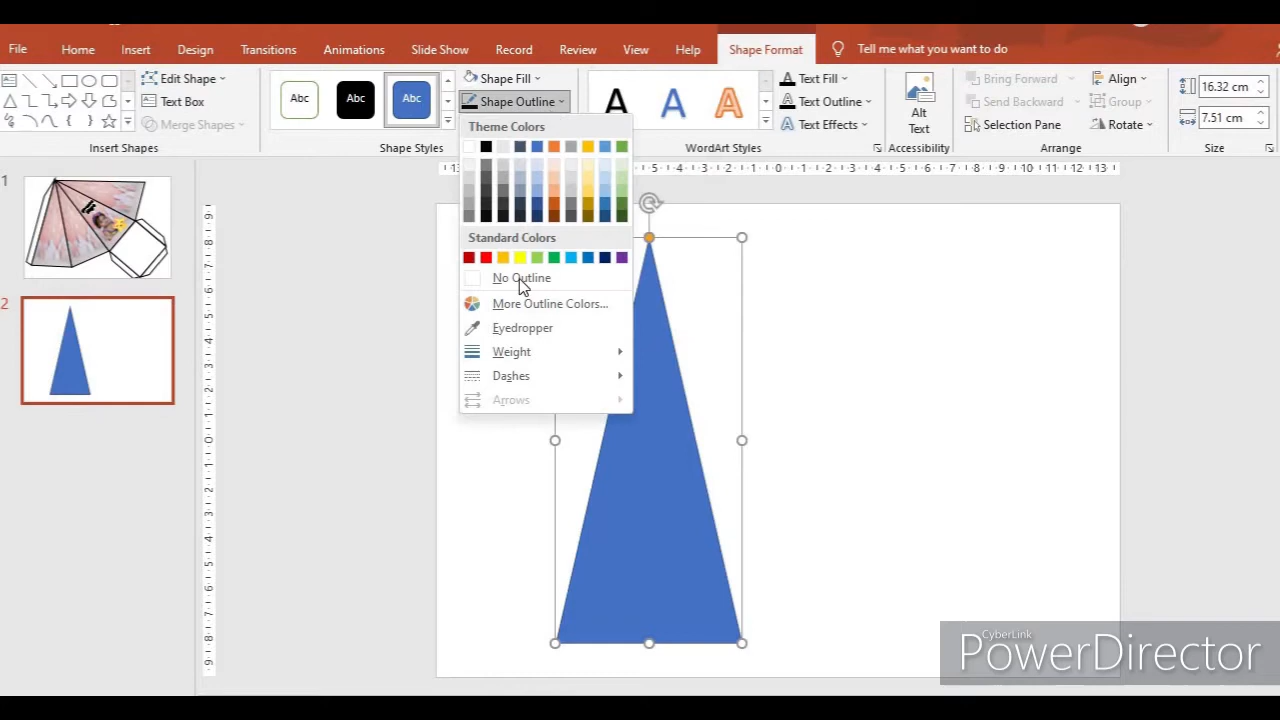 File Home Insert Design Transitions Animations Slide Show Record Review View Help Shape Format Tell me what you want to do
Edit Shape
Text Box
Merge Shapes
Insert Shapes
Abc Abc Abc
Shape Styles
Shape Fill
Shape Outline
A A A
WordArt Styles
Text Fill
Text Outline
Text Effects
Alt
Text
Accessibility
Bring Forward
Send Backward
Selection Pane
Align
Group
Rotate
Arrange
16.32 cm
7.51 cm
Size
Theme Colors
Standard Colors
No Outline
More Outline Colors...
Eyedropper
Weight
Dashes
Arrows
1
2
CyberLink
PowerDirector